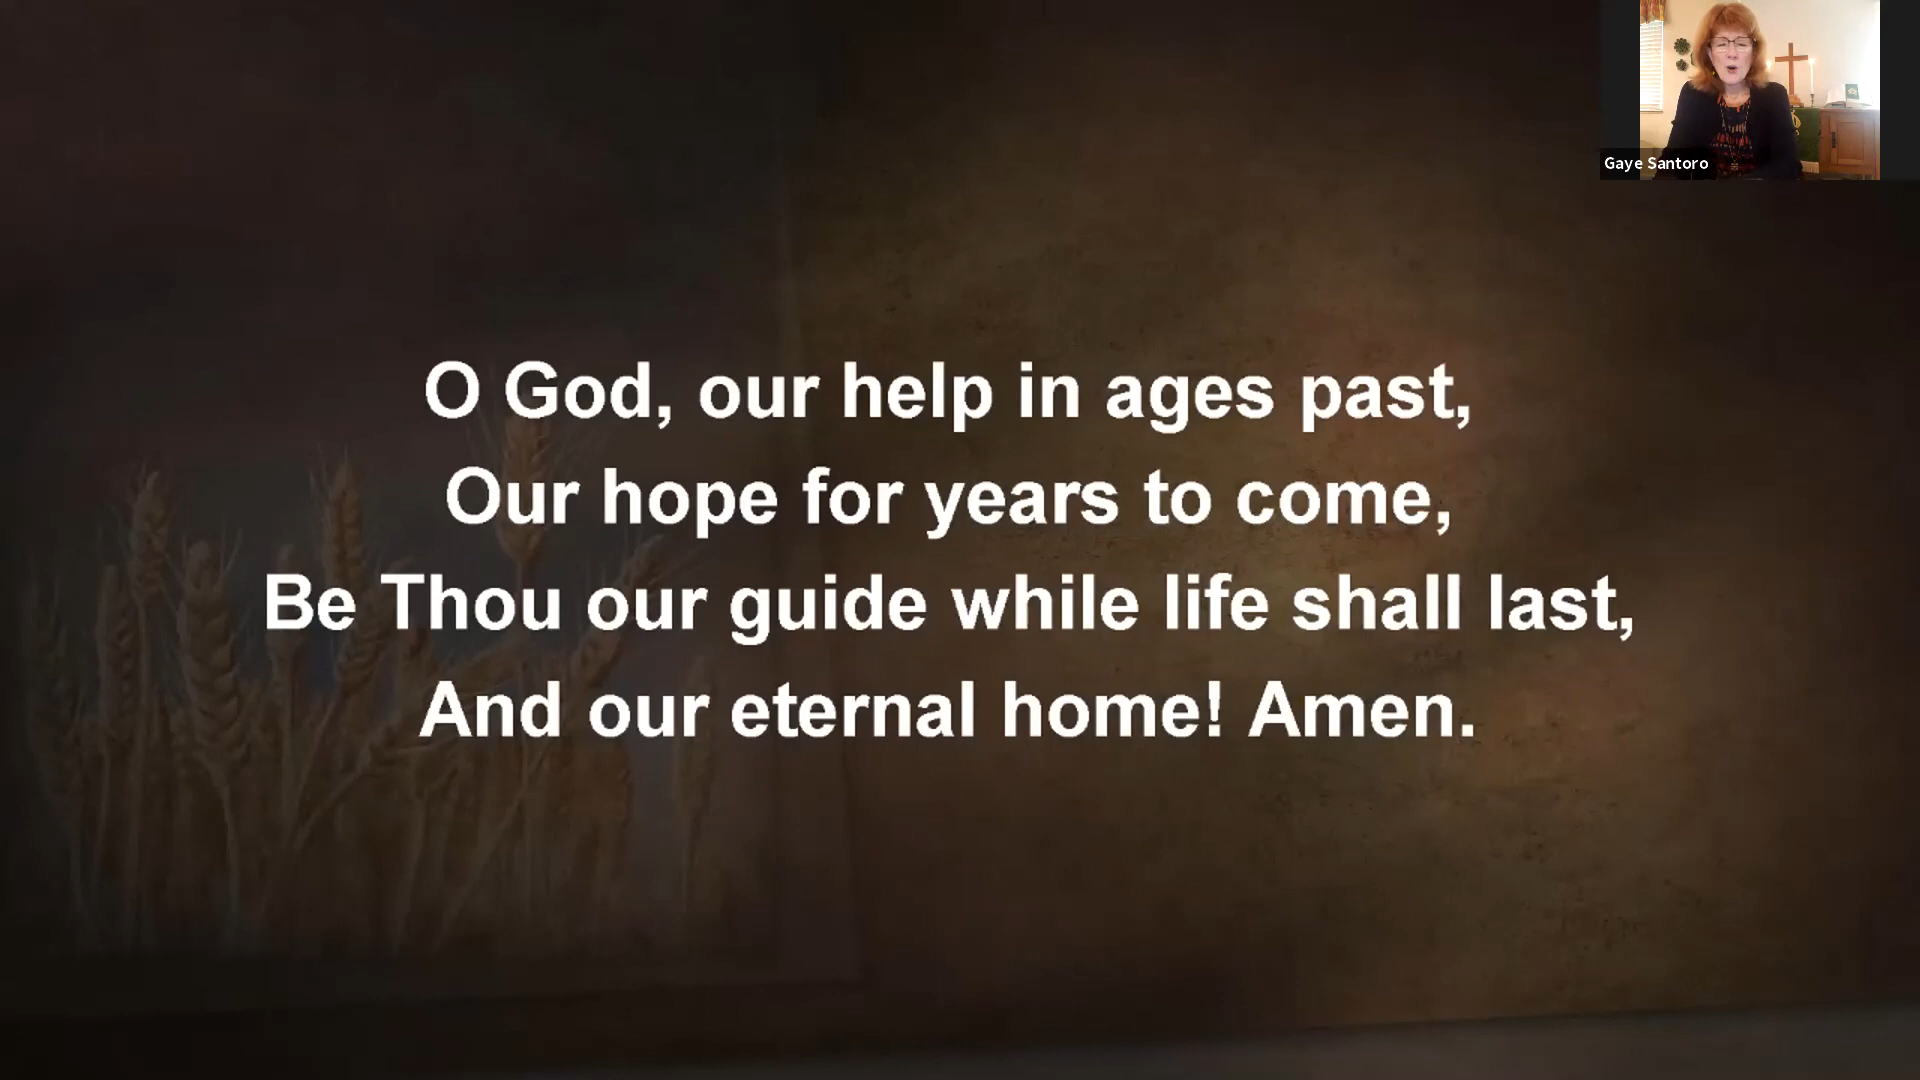 O God, our help in ages past,
Our hope for years to come,
Be Thou our guide while life shall last,
And our eternal home! Amen.
Gaye Santoro